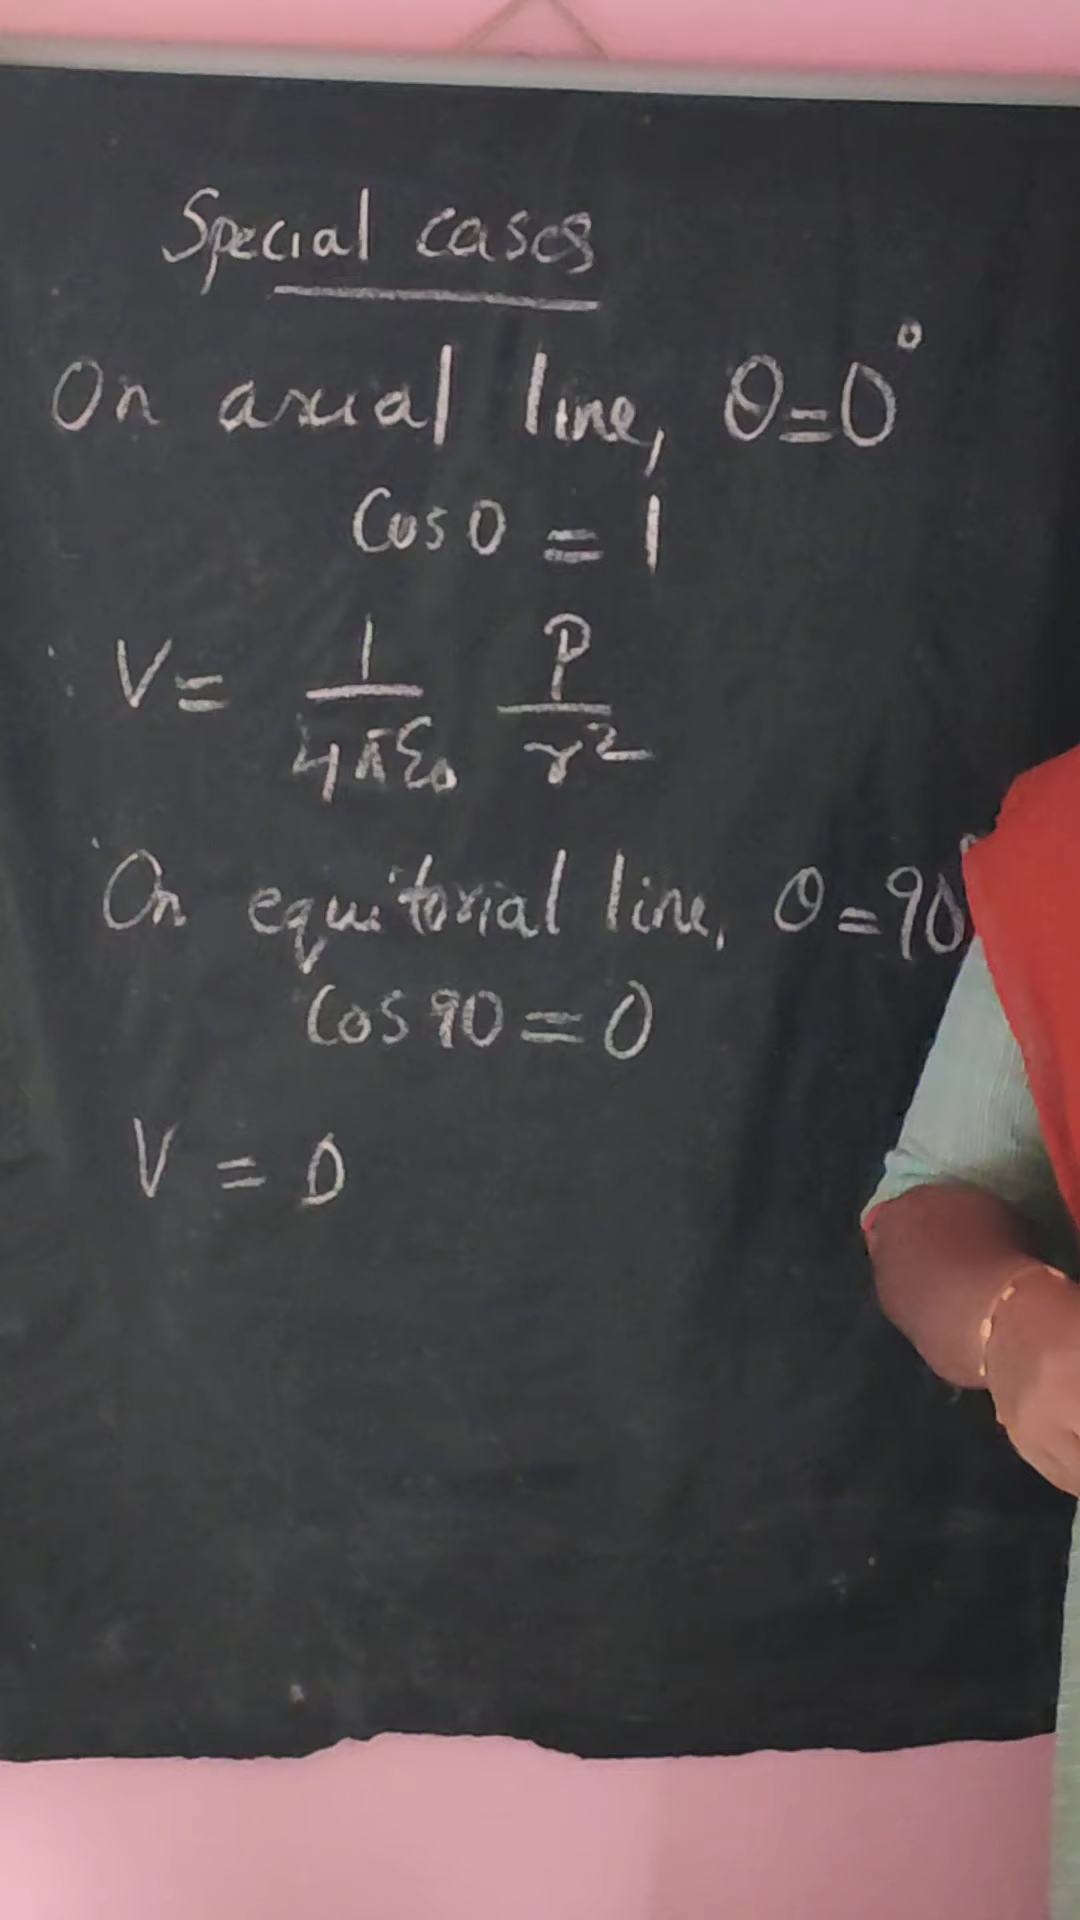 Special cases
On axial line, θ=0°
Cos 0 = 1
V = 1/4πε₀ P/r²
On equitorial line, θ=90
Cos 90 = 0
V = 0